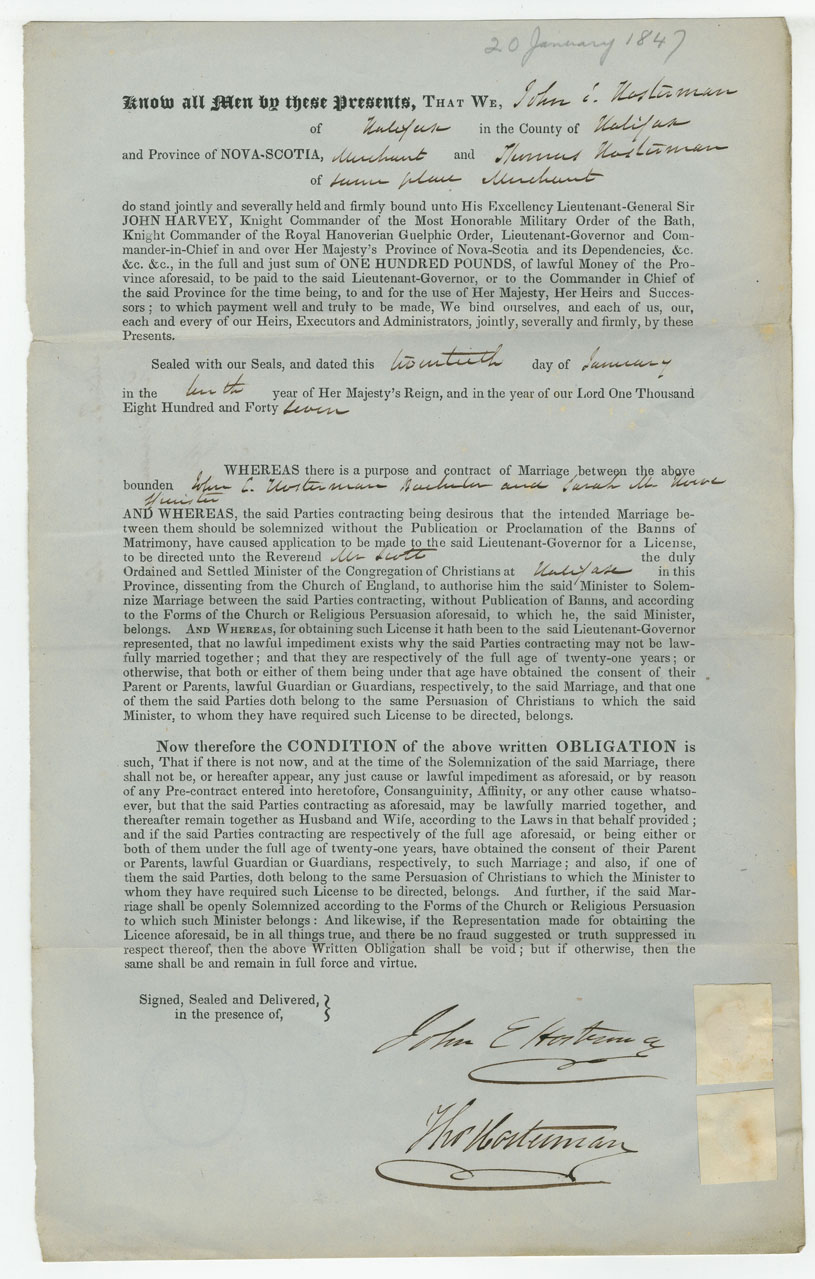 20 January 1847
Know all Men by these Presents, THAT WE, John E. Hosterman
of Halifax in the County of Halifax
and Province of NOVA-SCOTIA, Merchant and Thomas Hosterman
of same place Merchant
do stand jointly and severally held and firmly bound unto His Excellency Lieutenant-General Sir
JOHN HARVEY, Knight Commander of the Most Honorable Military Order of the Bath,
Knight Commander of the Royal Hanoverian Guelphic Order, Lieutenant-Governor and Com-
mander-in-Chief in and over Her Majesty's Province of Nova-Scotia and its Dependencies, &c.
&c. &c., in the full and just sum of ONE HUNDRED POUNDS, of lawful Money of the Pro-
vince aforesaid, to be paid to the said Lieutenant-Governor, or to the Commander in Chief of
the said Province for the time being, to and for the use of Her Majesty, Her Heirs and Succes-
sors ; to which payment well and truly to be made, We bind ourselves, and each of us, our,
each and every of our Heirs, Executors and Administrators, jointly, severally and firmly, by these
Presents.
Sealed with our Seals, and dated this twentieth day of January
in the tenth year of Her Majesty's Reign, and in the year of our Lord One Thousand
Eight Hundred and Forty seven
WHEREAS there is a purpose and contract of Marriage between the above
bounden John E. Hosterman Bachelor and Sarah M. Howe
Spinster
AND WHEREAS, the said Parties contracting being desirous that the intended Marriage be-
tween them should be solemnized without the Publication or Proclamation of the Banns of
Matrimony, have caused application to be made to the said Lieutenant-Governor for a License,
to be directed unto the Reverend Mr Scott the duly
Ordained and Settled Minister of the Congregation of Christians at Halifax in this
Province, dissenting from the Church of England, to authorise him the said Minister to Solem-
nize Marriage between the said Parties contracting, without Publication of Banns, and according
to the Forms of the Church or Religious Persuasion aforesaid, to which he, the said Minister,
belongs. AND WHEREAS, for obtaining such License it hath been to the said Lieutenant-Governor
represented, that no lawful impediment exists why the said Parties contracting may not be law-
fully married together ; and that they are respectively of the full age of twenty-one years ; or
otherwise, that both or either of them being under that age have obtained the consent of their
Parent or Parents, lawful Guardian or Guardians, respectively, to the said Marriage, and that one
of them the said Parties doth belong to the same Persuasion of Christians to which the said
Minister, to whom they have required such License to be directed, belongs.
Now therefore the CONDITION of the above written OBLIGATION is
such, That if there is not now, and at the time of the Solemnization of the said Marriage, there
shall not be, or hereafter appear, any just cause or lawful impediment as aforesaid, or by reason
of any Pre-contract entered into heretofore, Consanguinity, Affinity, or any other cause whatso-
ever, but that the said Parties contracting as aforesaid, may be lawfully married together, and
thereafter remain together as Husband and Wife, according to the Laws in that behalf provided ;
and if the said Parties contracting are respectively of the full age aforesaid, or being either or
both of them under the full age of twenty-one years, have obtained the consent of their Parent
or Parents, lawful Guardian or Guardians, respectively, to such Marriage ; and also, if one of
them the said Parties, doth belong to the same Persuasion of Christians to which the Minister to
whom they have required such License to be directed, belongs. And further, if the said Mar-
riage shall be openly Solemnized according to the Forms of the Church or Religious Persuasion
to which such Minister belongs : And likewise, if the Representation made for obtaining the
Licence aforesaid, be in all things true, and there be no fraud suggested or truth suppressed in
respect thereof, then the above Written Obligation shall be void ; but if otherwise, then the
same shall be and remain in full force and virtue.
Signed, Sealed and Delivered,
in the presence of,
John E Hosterman
Thos Hosterman